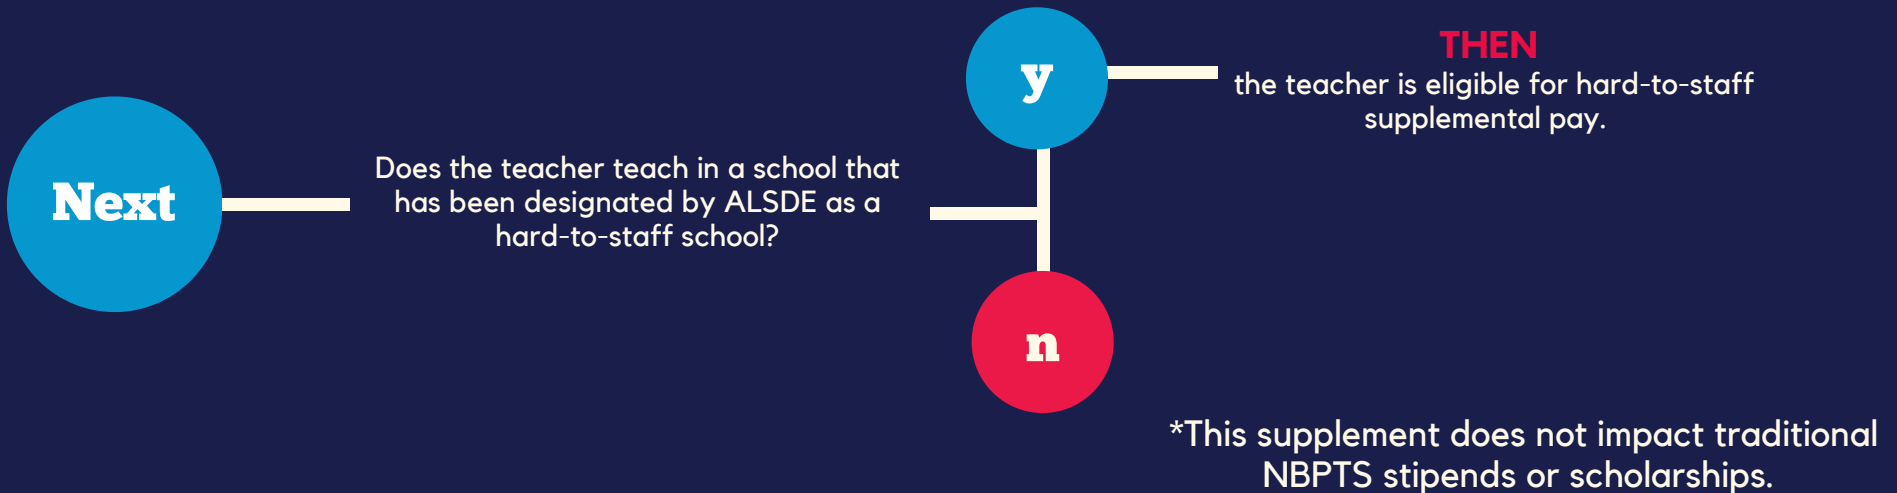 Next
Does the teacher teach in a school that
has been designated by ALSDE as a
hard-to-staff school?
y
THEN
the teacher is eligible for hard-to-staff
supplemental pay.
n
*This supplement does not impact traditional
NBPTS stipends or scholarships.